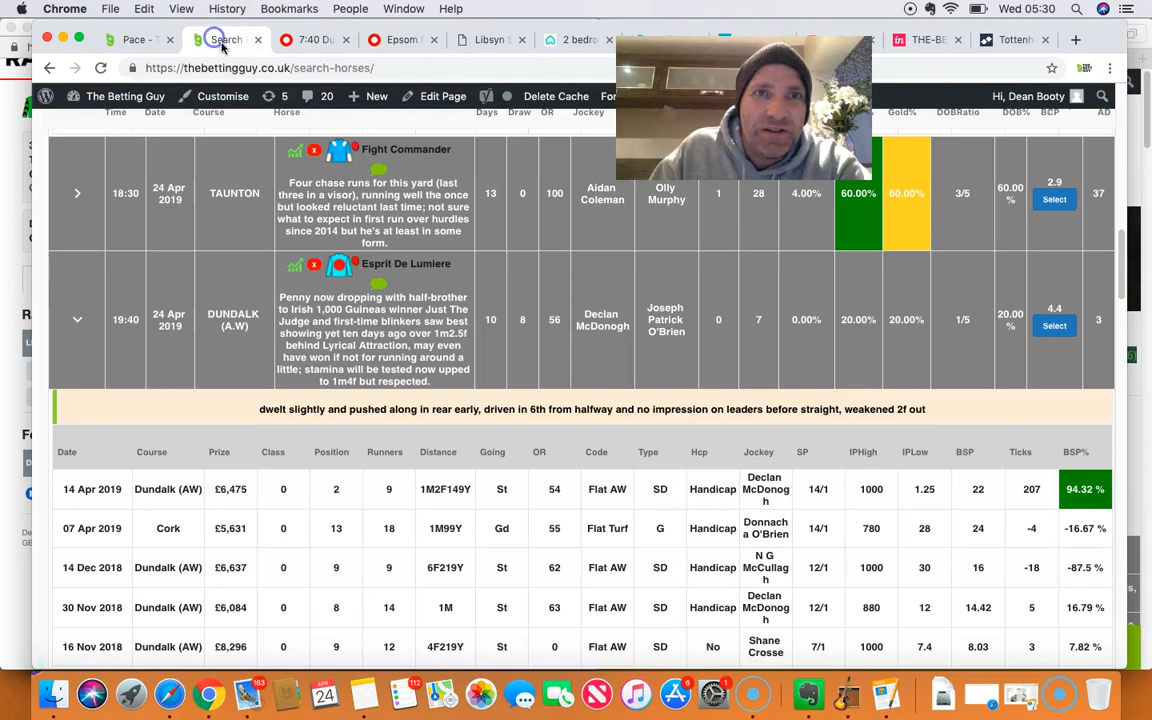 Chrome File Edit View History Bookmarks People Window Help Wed 05:30
Pace - T Search 7:40 Du Epsom F Libsyn S 2 bedro THE-BE Tottenh
https://thebettingguy.co.uk/search-horses/
The Betting Guy Customise 5 20 New Edit Page Delete Cache Hi, Dean Booty
Time Date Course Horse Days Draw OR Jockey Gold% DOBRatio DOB% BCP AD
18:30
24 Apr
2019
TAUNTON
Fight Commander
Four chase runs for this yard (last
three in a visor), running well the once
but looked reluctant last time; not sure
what to expect in first run over hurdles
since 2014 but he's at least in some
form.
13 0 100
Aidan
Coleman
Olly
Murphy
1 28 4.00% 60.00% 60.00% 3/5
60.00
%
2.9
Select
37
19:40
24 Apr
2019
DUNDALK
(A.W)
Esprit De Lumiere
Penny now dropping with half-brother
to Irish 1,000 Guineas winner Just The
Judge and first-time blinkers saw best
showing yet ten days ago over 1m2.5f
behind Lyrical Attraction, may even
have won if not for running around a
little; stamina will be tested now upped
to 1m4f but respected.
10 8 56
Declan
McDonogh
Joseph
Patrick
O'Brien
0 7 0.00% 20.00% 20.00% 1/5
20.00
%
4.4
Select
3
dwelt slightly and pushed along in rear early, driven in 6th from halfway and no impression on leaders before straight, weakened 2f out
Date Course Prize Class Position Runners Distance Going OR Code Type Hcp Jockey SP IPHigh IPLow BSP Ticks BSP%
14 Apr 2019 Dundalk (AW) £6,475 0 2 9 1M2F149Y St 54 Flat AW SD Handicap Declan McDonog h 14/1 1000 1.25 22 207 94.32 %
07 Apr 2019 Cork £5,631 0 13 18 1M99Y Gd 55 Flat Turf G Handicap Donnach a O'Brien 14/1 780 28 24 -4 -16.67 %
14 Dec 2018 Dundalk (AW) £6,637 0 9 9 6F219Y St 62 Flat AW SD Handicap N G McCullag h 12/1 1000 30 16 -18 -87.5 %
30 Nov 2018 Dundalk (AW) £6,084 0 8 14 1M St 63 Flat AW SD Handicap Declan McDonog h 12/1 880 12 14.42 5 16.79 %
16 Nov 2018 Dundalk (AW) £8,296 0 9 12 4F219Y St 0 Flat AW SD No Shane Crosse 7/1 1000 7.4 8.03 3 7.82 %
163 24 112 6 1